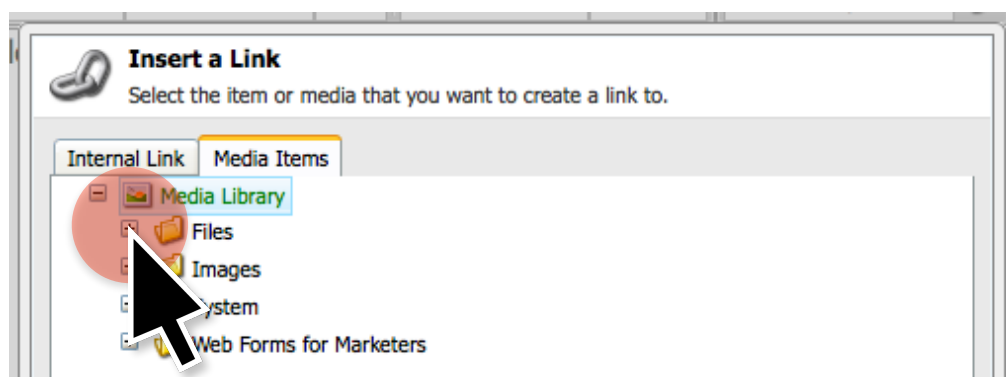 Insert a Link
Select the item or media that you want to create a link to.
Internal Link Media Items
Media Library
Files
Images
System
Web Forms for Marketers